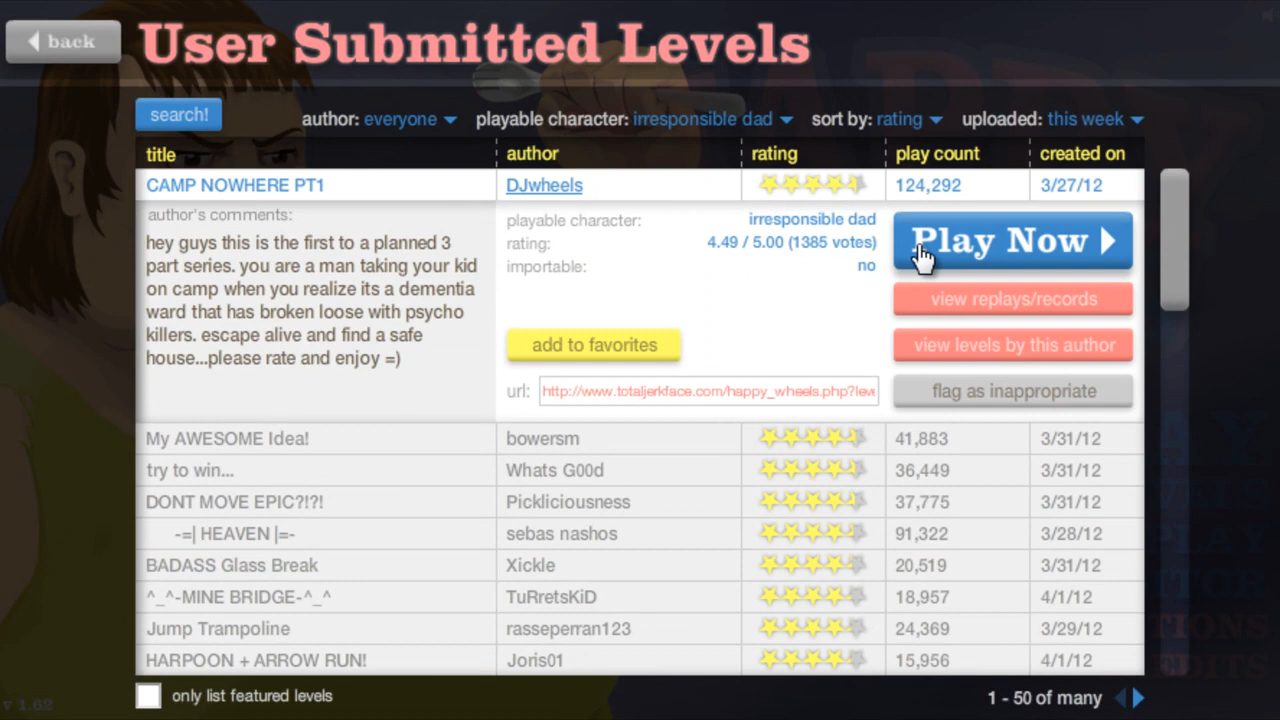 back
User Submitted Levels
search!
author: everyone playable character: irresponsible dad sort by: rating uploaded: this week
title author rating play count created on
CAMP NOWHERE PT1 DJwheels 124,292 3/27/12
author's comments:
hey guys this is the first to a planned 3
part series. you are a man taking your kid
on camp when you realize its a dementia
ward that has broken loose with psycho
killers. escape alive and find a safe
house...please rate and enjoy =)
playable character: irresponsible dad
rating: 4.49 / 5.00 (1385 votes)
importable: no
add to favorites
url: http://www.totaljerkface.com/happy_wheels.php?lev
Play Now
view replays/records
view levels by this author
flag as inappropriate
My AWESOME Idea! bowersm 41,883 3/31/12
try to win... Whats G00d 36,449 3/31/12
DONT MOVE EPIC?!?! Pickliciousness 37,775 3/31/12
-=| HEAVEN |=- sebas nashos 91,322 3/28/12
BADASS Glass Break Xickle 20,519 3/31/12
^_^-MINE BRIDGE-^_^ TuRretsKiD 18,957 4/1/12
Jump Trampoline rasseperran123 24,369 3/29/12
HARPOON + ARROW RUN! Joris01 15,956 4/1/12
only list featured levels
1 - 50 of many
v 1.62